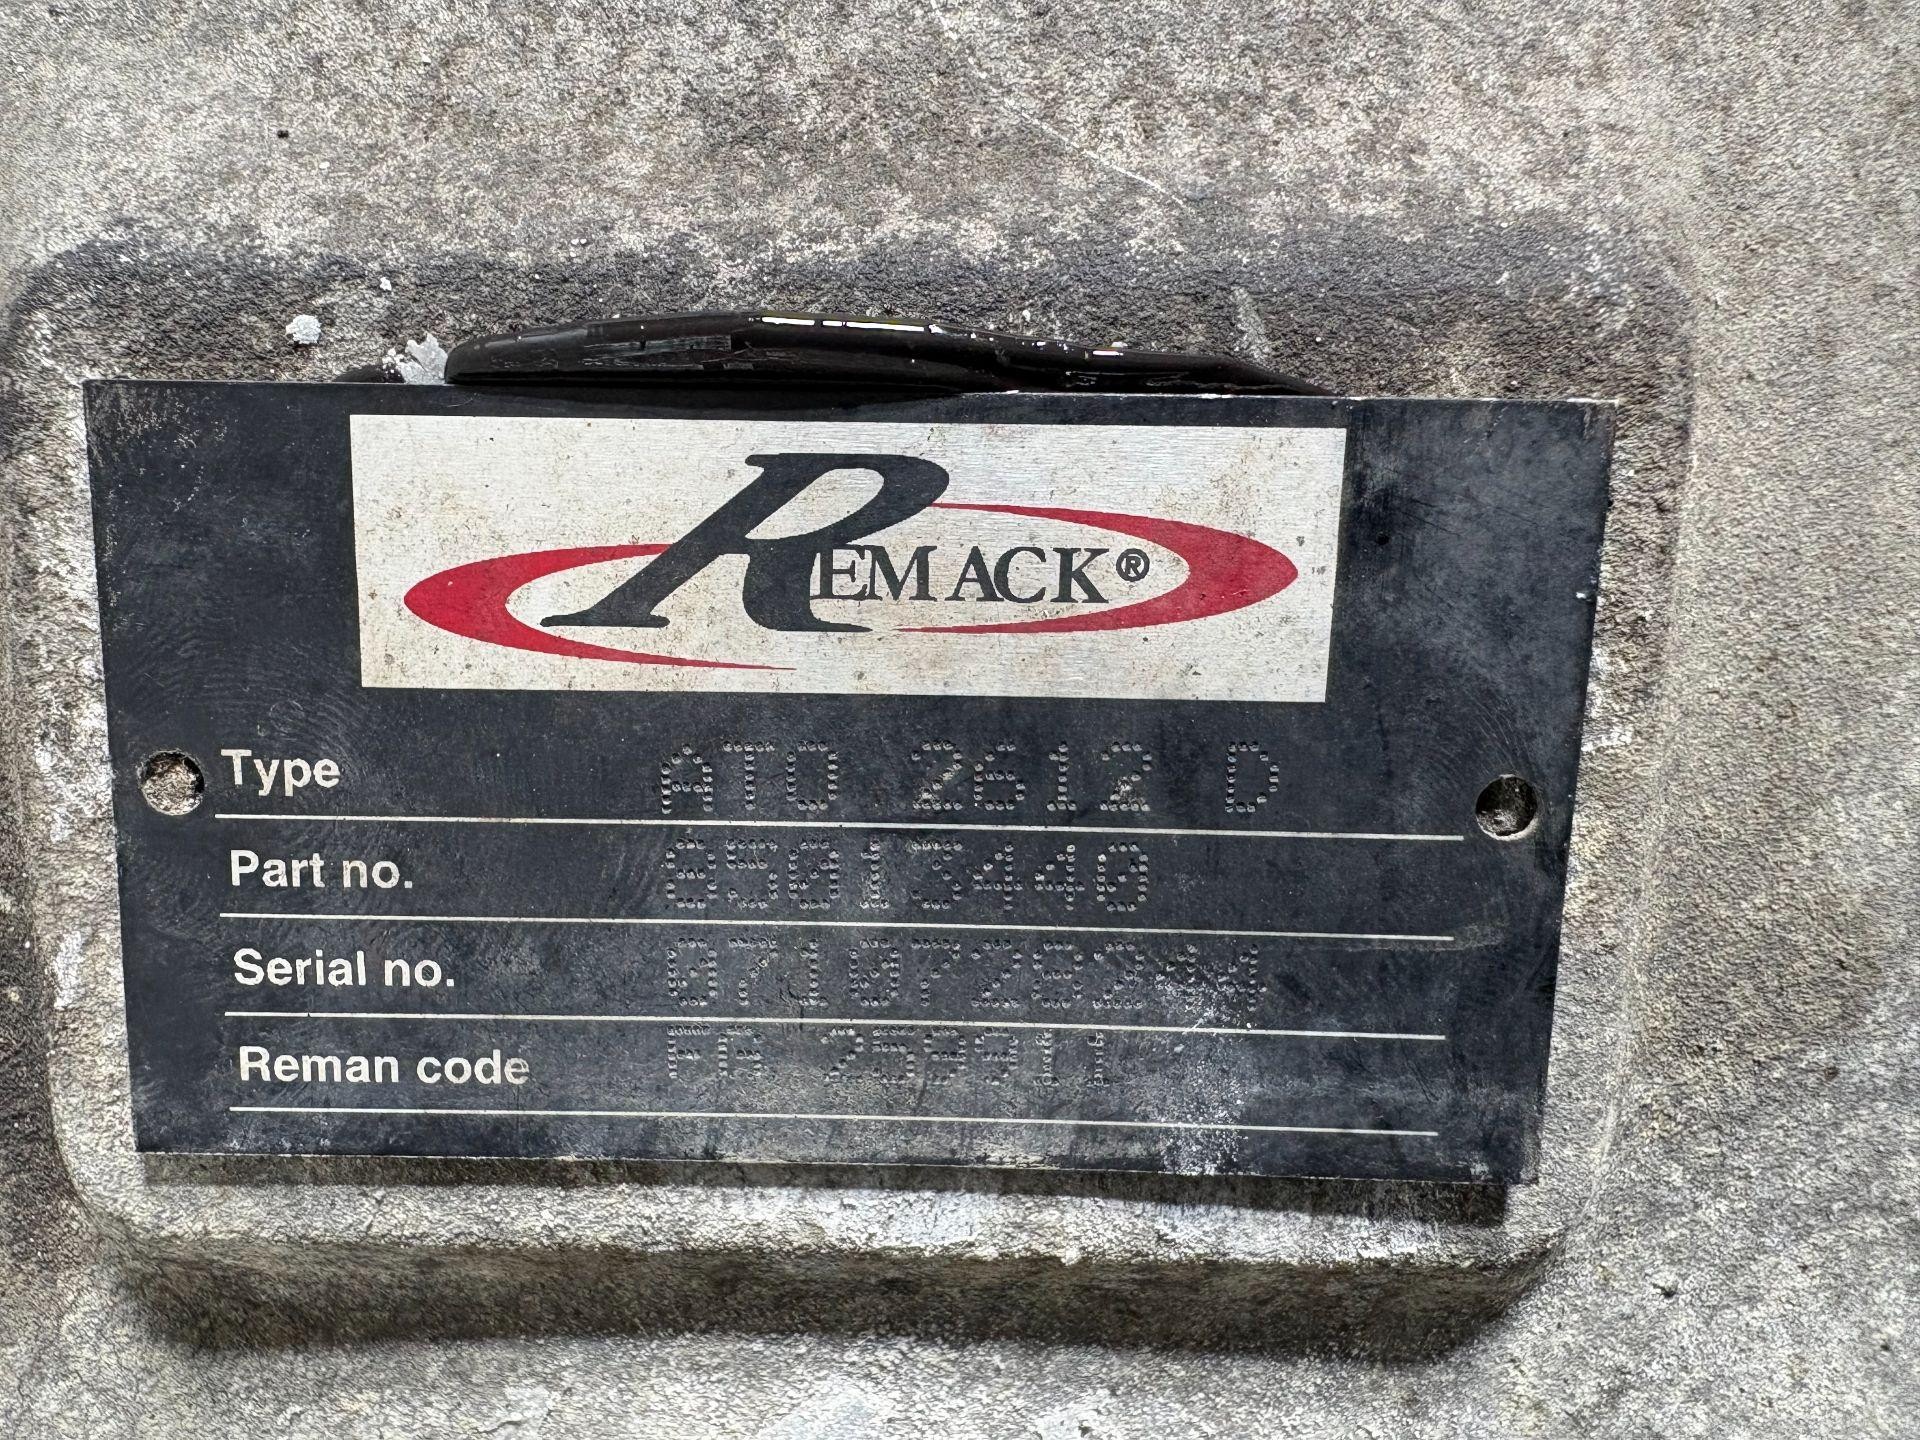 REMACK®
Type ATO 2612 D
Part no. 85013440
Serial no.
Reman code